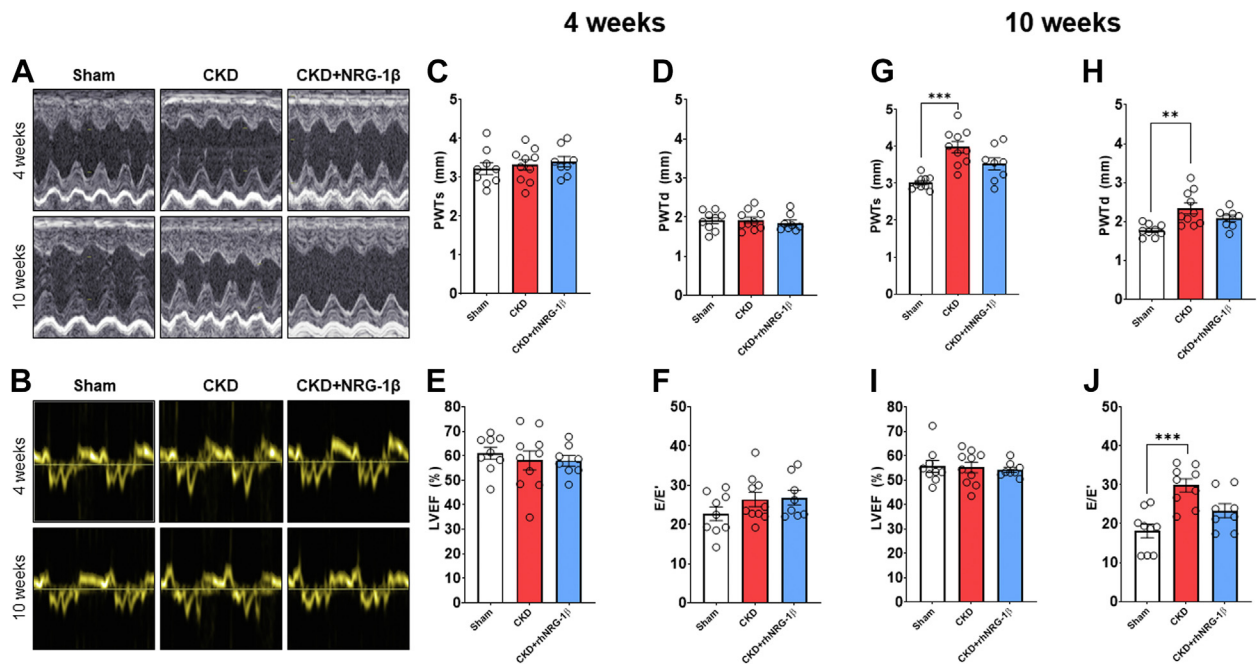 4 weeks
10 weeks
A
Sham
CKD
CKD+NRG-1β
4 weeks
10 weeks
C
PWTs (mm)
5
4
3
2
1
0
Sham
CKD
CKD+rhNRG-1β
D
PWTd (mm)
5
4
3
2
1
0
Sham
CKD
CKD+rhNRG-1β
G
PWTs (mm)
5
4
3
2
1
0
***
Sham
CKD
CKD+rhNRG-1β
H
PWTd (mm)
5
4
3
2
1
0
**
Sham
CKD
CKD+rhNRG-1β
B
Sham
CKD
CKD+NRG-1β
4 weeks
10 weeks
E
LVEF (%)
80
70
60
50
40
30
20
10
0
Sham
CKD
CKD+rhNRG-1β
F
E/E'
50
40
30
20
10
0
Sham
CKD
CKD+rhNRG-1β
I
LVEF (%)
80
70
60
50
40
30
20
10
0
Sham
CKD
CKD+rhNRG-1β
J
E/E'
50
40
30
20
10
0
***
Sham
CKD
CKD+rhNRG-1β